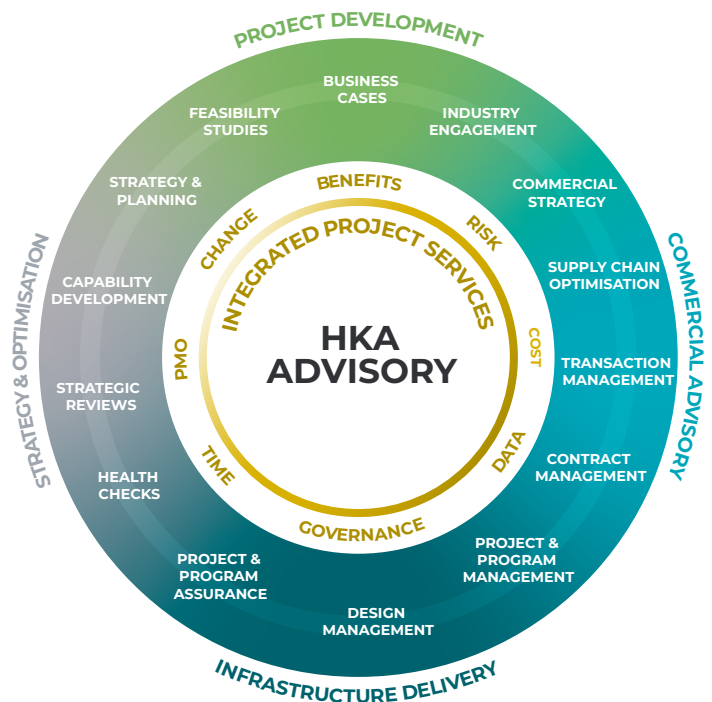 PROJECT DEVELOPMENT
BUSINESS
CASES
FEASIBILITY
STUDIES
INDUSTRY
ENGAGEMENT
STRATEGY &
PLANNING
COMMERCIAL
STRATEGY
CAPABILITY
DEVELOPMENT
SUPPLY CHAIN
OPTIMISATION
STRATEGIC
REVIEWS
TRANSACTION
MANAGEMENT
HEALTH
CHECKS
CONTRACT
MANAGEMENT
PROJECT &
PROGRAM
ASSURANCE
PROJECT &
PROGRAM
MANAGEMENT
DESIGN
MANAGEMENT
STRATEGY & OPTIMISATION
COMMERCIAL ADVISORY
INFRASTRUCTURE DELIVERY
BENEFITS
RISK
COST
DATA
GOVERNANCE
TIME
PMO
CHANGE
INTEGRATED PROJECT SERVICES
HKA
ADVISORY